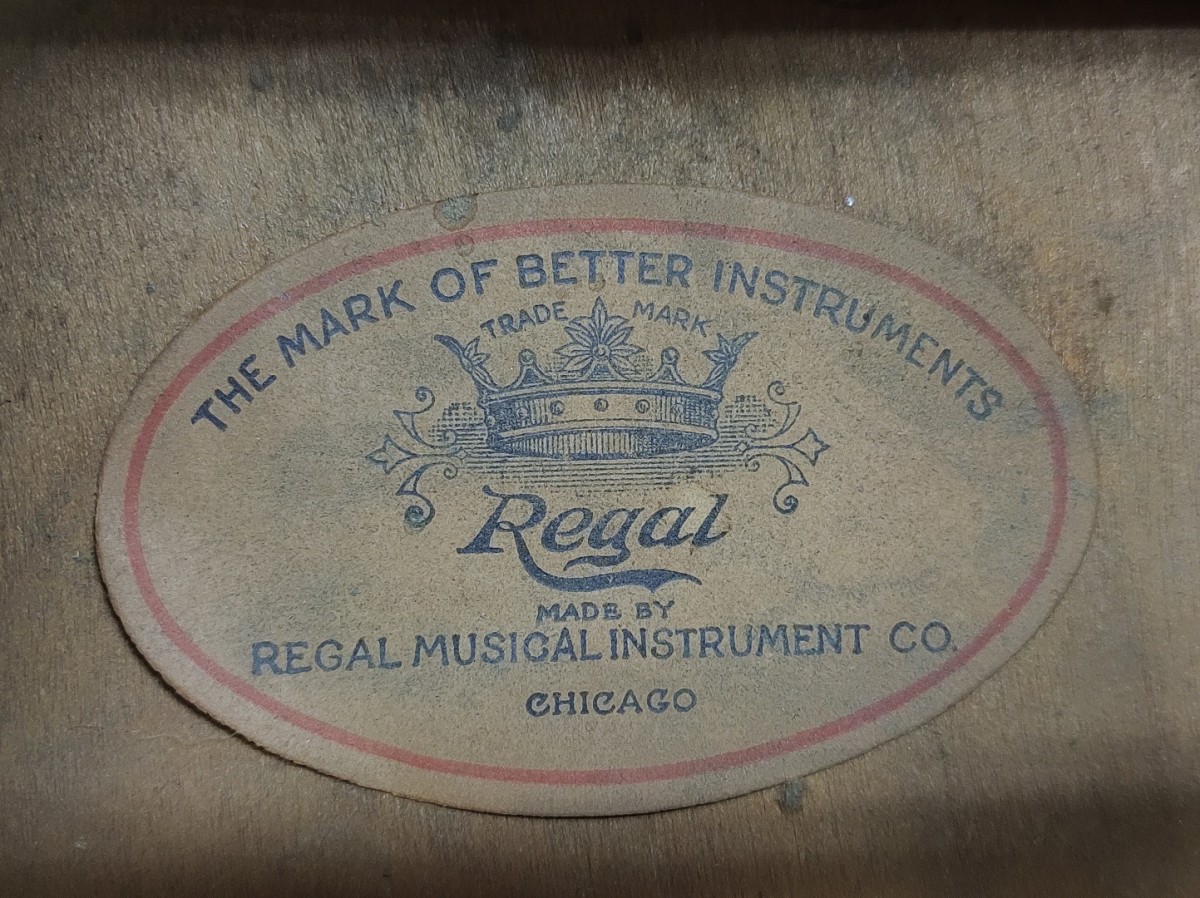 THE MARK OF BETTER INSTRUMENTS
TRADE MARK
Regal
MADE BY
REGAL MUSICAL INSTRUMENT CO.
CHICAGO